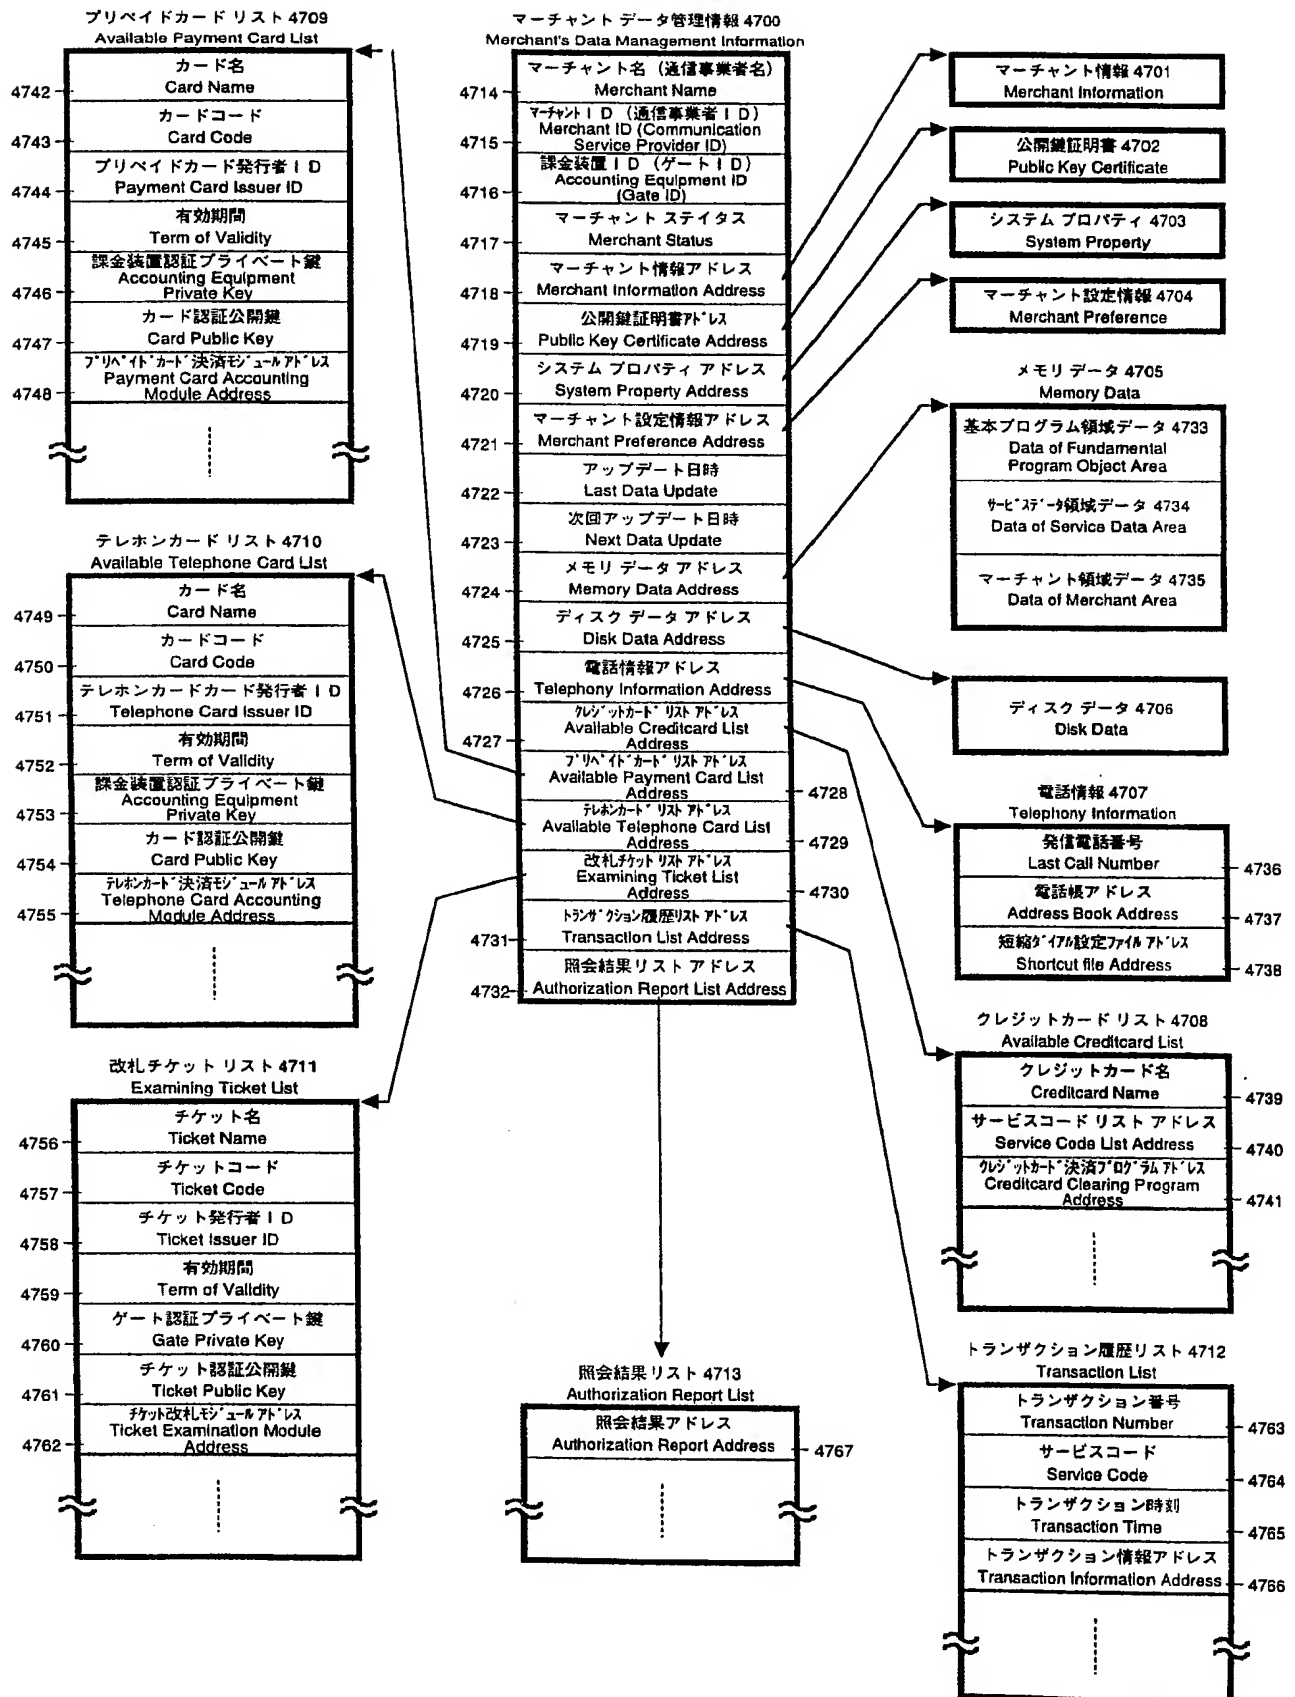 プリペイドカード リスト 4709
Available Payment Card List
カード名
Card Name
4742
カードコード
Card Code
4743
プリペイドカード発行者ＩＤ
Payment Card Issuer ID
4744
有効期間
Term of Validity
4745
課金装置認証プライベート鍵
Accounting Equipment
Private Key
4746
カード認証公開鍵
Card Public Key
4747
プリペイドカード決済モジュールアドレス
Payment Card Accounting
Module Address
4748
テレホンカード リスト 4710
Available Telephone Card List
カード名
Card Name
4749
カードコード
Card Code
4750
テレホンカードカード発行者ＩＤ
Telephone Card Issuer ID
4751
有効期間
Term of Validity
4752
課金装置認証プライベート鍵
Accounting Equipment
Private Key
4753
カード認証公開鍵
Card Public Key
4754
テレホンカード決済モジュールアドレス
Telephone Card Accounting
Module Address
4755
改札チケット リスト 4711
Examining Ticket List
チケット名
Ticket Name
4756
チケットコード
Ticket Code
4757
チケット発行者ＩＤ
Ticket Issuer ID
4758
有効期間
Term of Validity
4759
ゲート認証プライベート鍵
Gate Private Key
4760
チケット認証公開鍵
Ticket Public Key
4761
チケット改札モジュールアドレス
Ticket Examination Module
Address
4762
マーチャント データ管理情報 4700
Merchant's Data Management Information
マーチャント名（通信事業者名）
Merchant Name
4714
マーチャントＩＤ（通信事業者ＩＤ）
Merchant ID (Communication
Service Provider ID)
4715
課金装置ＩＤ（ゲートＩＤ）
Accounting Equipment ID
(Gate ID)
4716
マーチャント ステイタス
Merchant Status
4717
マーチャント情報アドレス
Merchant Information Address
4718
公開鍵証明書アドレス
Public Key Certificate Address
4719
システム プロパティ アドレス
System Property Address
4720
マーチャント設定情報アドレス
Merchant Preference Address
4721
アップデート日時
Last Data Update
4722
次回アップデート日時
Next Data Update
4723
メモリ データ アドレス
Memory Data Address
4724
ディスク データ アドレス
Disk Data Address
4725
電話情報アドレス
Telephony Information Address
4726
クレジットカード リスト アドレス
Available Creditcard List
Address
4727
プリペイドカード リスト アドレス
Available Payment Card List
Address
4728
テレホンカード リスト アドレス
Available Telephone Card List
Address
4729
改札チケット リスト アドレス
Examining Ticket List
Address
4730
トランザクション履歴リスト アドレス
Transaction List Address
4731
照会結果リスト アドレス
Authorization Report List Address
4732
照会結果リスト 4713
Authorization Report List
照会結果アドレス
Authorization Report Address
4767
マーチャント情報 4701
Merchant Information
公開鍵証明書 4702
Public Key Certificate
システム プロパティ 4703
System Property
マーチャント設定情報 4704
Merchant Preference
メモリ データ 4705
Memory Data
基本プログラム領域データ 4733
Data of Fundamental
Program Object Area
サービスデータ領域データ 4734
Data of Service Data Area
マーチャント領域データ 4735
Data of Merchant Area
ディスク データ 4706
Disk Data
電話情報 4707
Telephony Information
発信電話番号
Last Call Number
4736
電話帳アドレス
Address Book Address
4737
短縮ダイアル設定ファイル アドレス
Shortcut file Address
4738
クレジットカード リスト 4708
Available Creditcard List
クレジットカード名
Creditcard Name
4739
サービスコード リスト アドレス
Service Code List Address
4740
クレジットカード決済プログラム アドレス
Creditcard Clearing Program
Address
4741
トランザクション履歴リスト 4712
Transaction List
トランザクション番号
Transaction Number
4763
サービスコード
Service Code
4764
トランザクション時刻
Transaction Time
4765
トランザクション情報アドレス
Transaction Information Address
4766